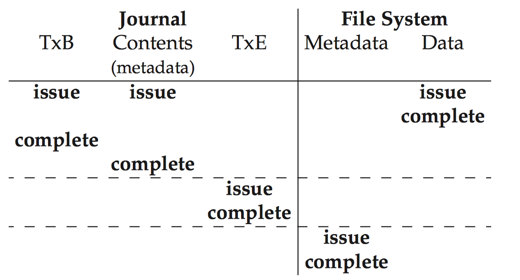 Journal File System
TxB Contents TxE Metadata Data
(metadata)
issue issue issue
complete
complete
complete
issue
complete
issue
complete